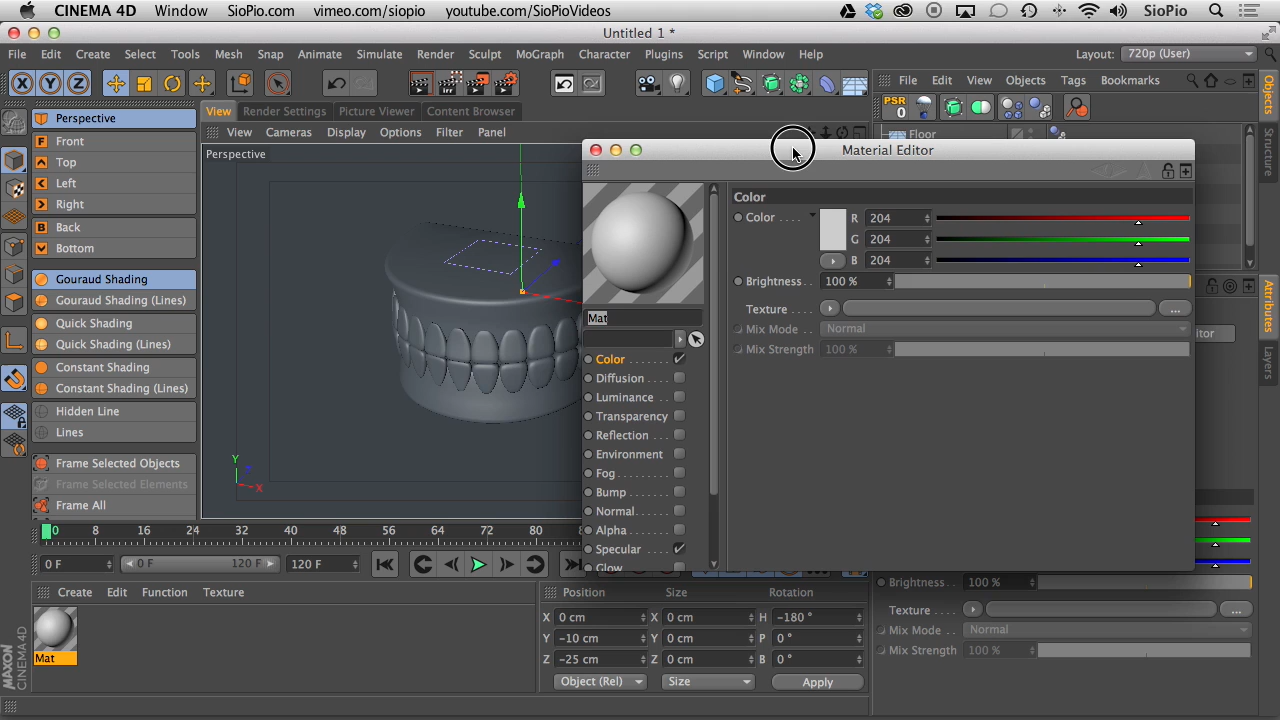 CINEMA 4D Window SioPio.com vimeo.com/siopio youtube.com/SioPioVideos SioPio
Untitled 1 *
File Edit Create Select Tools Mesh Snap Animate Simulate Render Sculpt MoGraph Character Plugins Script Window Help Layout: 720p (User)
X Y Z PSR 0
File Edit View Objects Tags Bookmarks
Objects
Structure
Attributes
Layers
View Render Settings Picture Viewer Content Browser
View Cameras Display Options Filter Panel
Perspective
Floor
Perspective
F Front
T Top
L Left
R Right
B Back
B Bottom
Gouraud Shading
Gouraud Shading (Lines)
Quick Shading
Quick Shading (Lines)
Constant Shading
Constant Shading (Lines)
Hidden Line
Lines
Frame Selected Objects
Frame Selected Elements
Frame All
Y
Z
X
Material Editor
Mat
Color
Diffusion
Luminance
Transparency
Reflection
Environment
Fog
Bump
Normal
Alpha
Specular
Glow
Color
Color R 204
G 204
B 204
Brightness 100 %
Texture ...
Mix Mode Normal
Mix Strength 100 %
0 8 16 24 32 40 48 56 64 72 80
0 F 0 F 120 F 120 F
Create Edit Function Texture
Mat
MAXON
CINEMA 4D
Position Size Rotation
X 0 cm X 0 cm H -180 °
Y -10 cm Y 0 cm P 0 °
Z -25 cm Z 0 cm B 0 °
Object (Rel) Size Apply
Brightness 100 %
Texture ...
Mix Mode Normal
Mix Strength 100 %